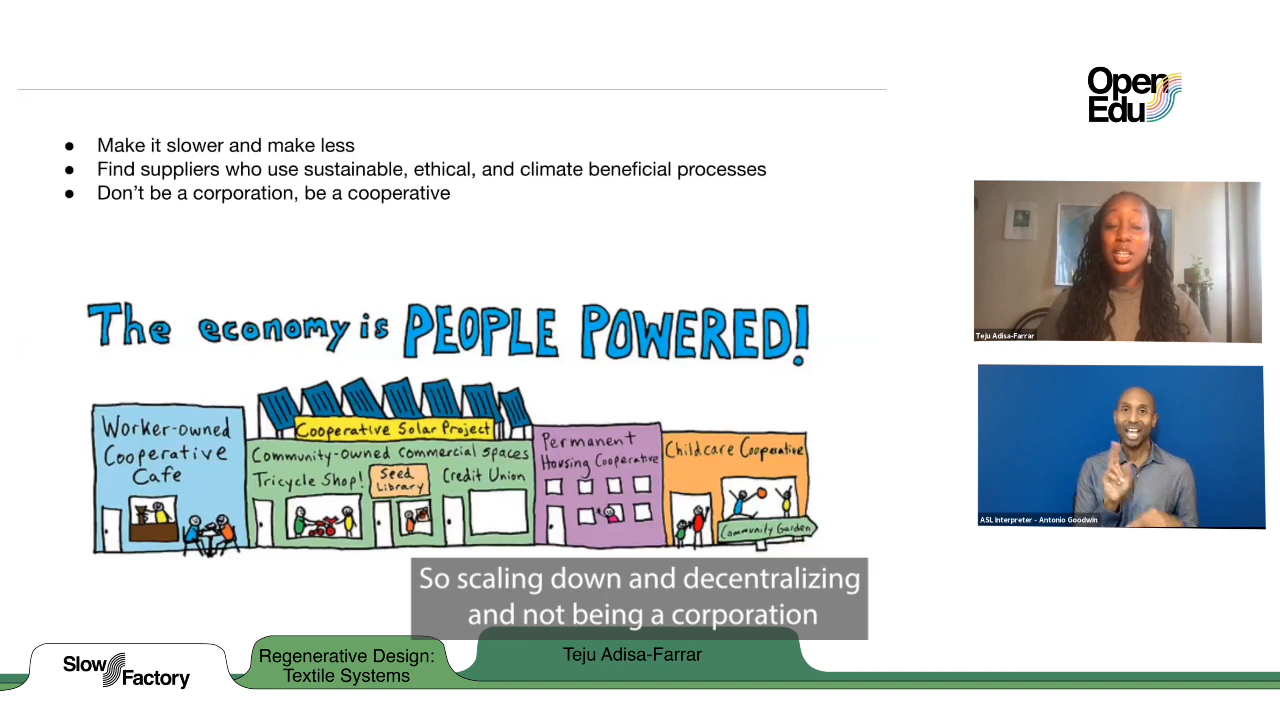 Open
Edu
● Make it slower and make less
● Find suppliers who use sustainable, ethical, and climate beneficial processes
● Don’t be a corporation, be a cooperative
The economy is PEOPLE POWERED!
Worker-owned
Cooperative
Cafe
Cooperative Solar Project
Community-owned Commercial Spaces
Tricycle Shop!
Seed
Library
Credit Union
Permanent
Housing Cooperative
Childcare Cooperative
Community Garden
Teju Adisa-Farrar
ASL Interpreter - Antonio Goodwin
So scaling down and decentralizing
and not being a corporation
Slow
Factory
Regenerative Design:
Textile Systems
Teju Adisa-Farrar